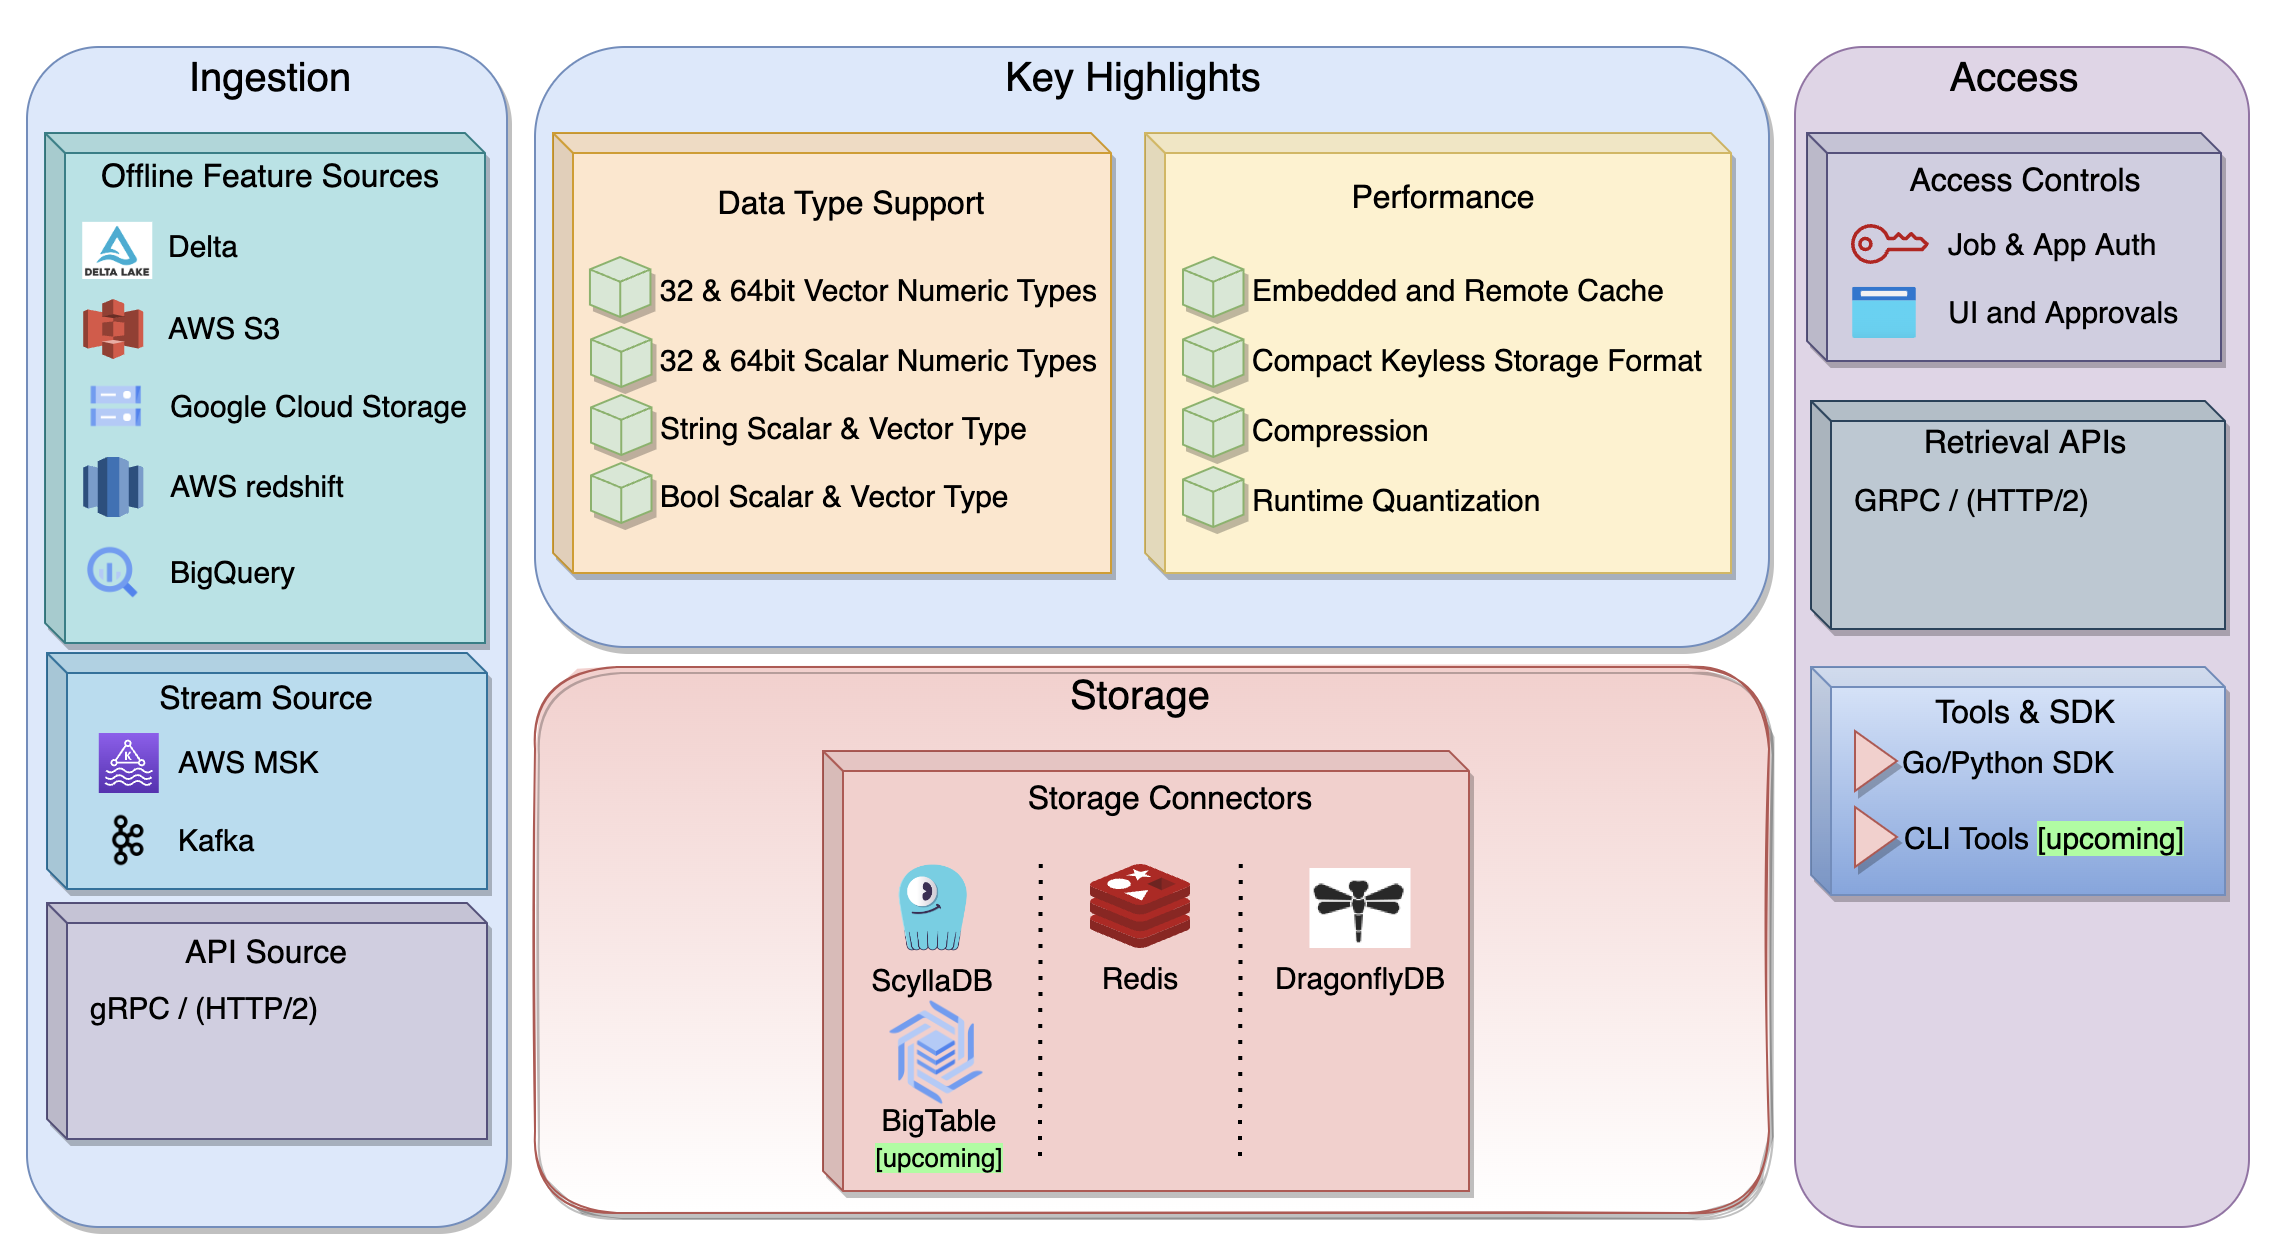 Ingestion
Offline Feature Sources
DELTA LAKE
Delta
AWS S3
Google Cloud Storage
AWS redshift
BigQuery
Stream Source
K
AWS MSK
Kafka
API Source
gRPC / (HTTP/2)
Key Highlights
Data Type Support
32 & 64bit Vector Numeric Types
32 & 64bit Scalar Numeric Types
String Scalar & Vector Type
Bool Scalar & Vector Type
Performance
Embedded and Remote Cache
Compact Keyless Storage Format
Compression
Runtime Quantization
Storage
Storage Connectors
ScyllaDB
BigTable
[upcoming]
Redis
DragonflyDB
Access
Access Controls
Job & App Auth
UI and Approvals
Retrieval APIs
GRPC / (HTTP/2)
Tools & SDK
Go/Python SDK
CLI Tools [upcoming]